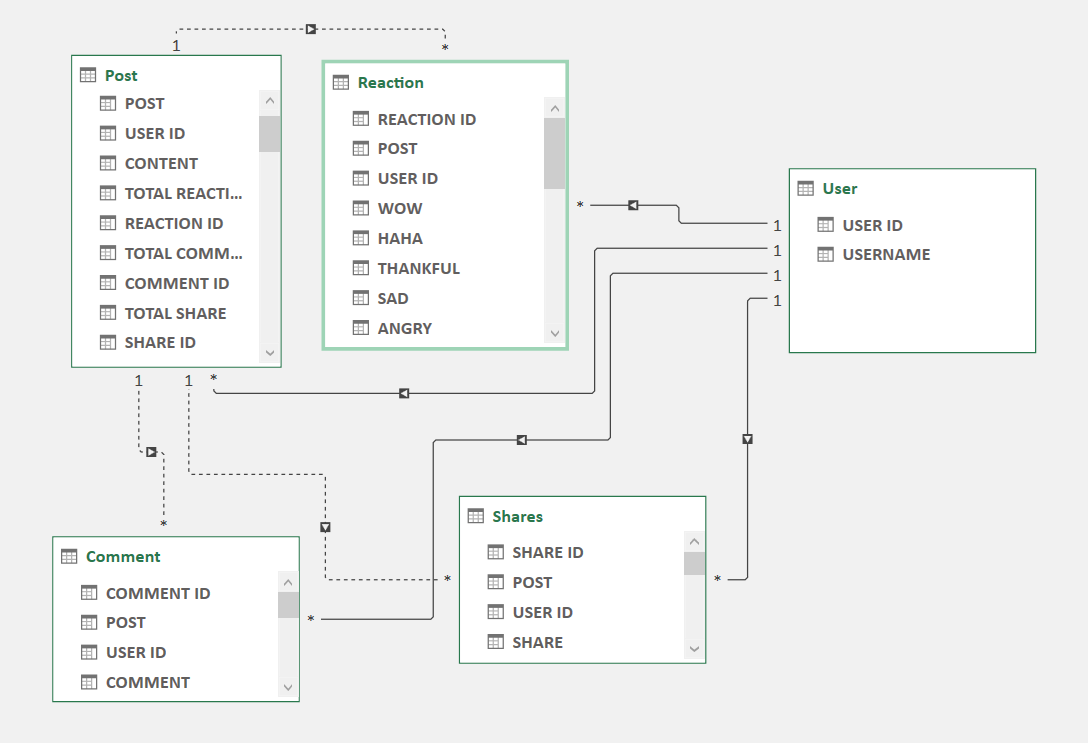 1
*
Post
POST
USER ID
CONTENT
TOTAL REACTI...
REACTION ID
TOTAL COMM...
COMMENT ID
TOTAL SHARE
SHARE ID
Reaction
REACTION ID
POST
USER ID
WOW
HAHA
THANKFUL
SAD
ANGRY
*
User
USER ID
USERNAME
1
1
1
1
1
1
*
*
*
*
*
Comment
COMMENT ID
POST
USER ID
COMMENT
Shares
SHARE ID
POST
USER ID
SHARE